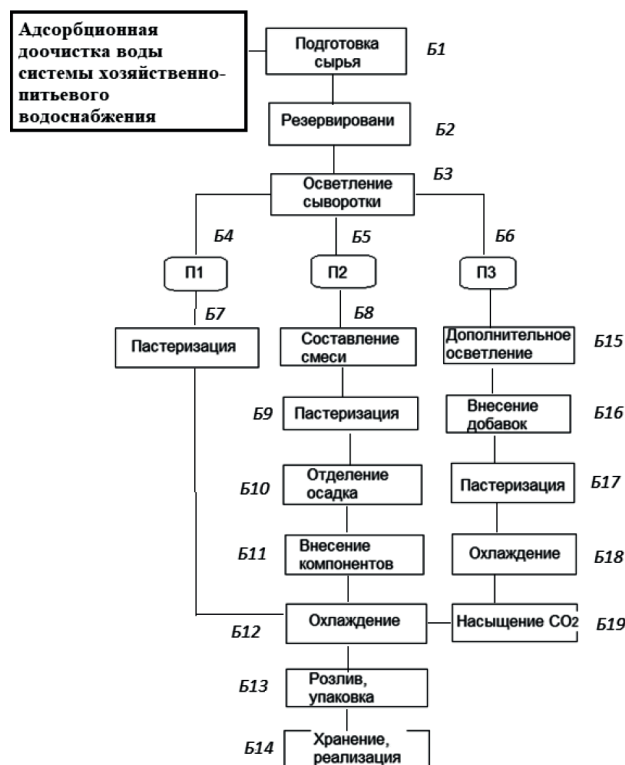 Адсорбционная
доочистка воды
системы хозяйственно-
питьевого
водоснабжения
Подготовка
сырья
Б1
Резервировани
Б2
Осветление
сыворотки
Б3
Б4
Б5
Б6
П1
П2
П3
Б7
Б8
Пастеризация
Составление
смеси
Дополнительное
осветление
Б15
Б9
Пастеризация
Внесение
добавок
Б16
Б10
Отделение
осадка
Пастеризация
Б17
Б11
Внесение
компонентов
Охлаждение
Б18
Б12
Охлаждение
Насыщение CO2
Б19
Б13
Розлив,
упаковка
Б14
Хранение,
реализация